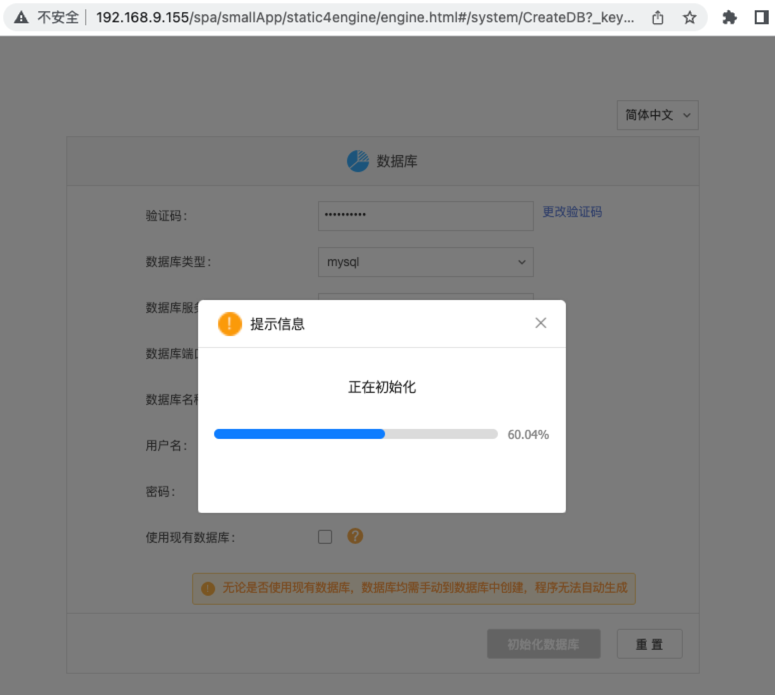 不安全 192.168.9.155/spa/smallApp/static4engine/engine.html#/system/CreateDB?_key...
简体中文
数据库
验证码: •••••••••• 更改验证码
数据库类型: mysql
数据库服
提示信息
数据库端
正在初始化
数据库名
60.04%
用户名:
密码:
使用现有数据库:
无论是否使用现有数据库，数据库均需手动到数据库中创建，程序无法自动生成
初始化数据库 重 置